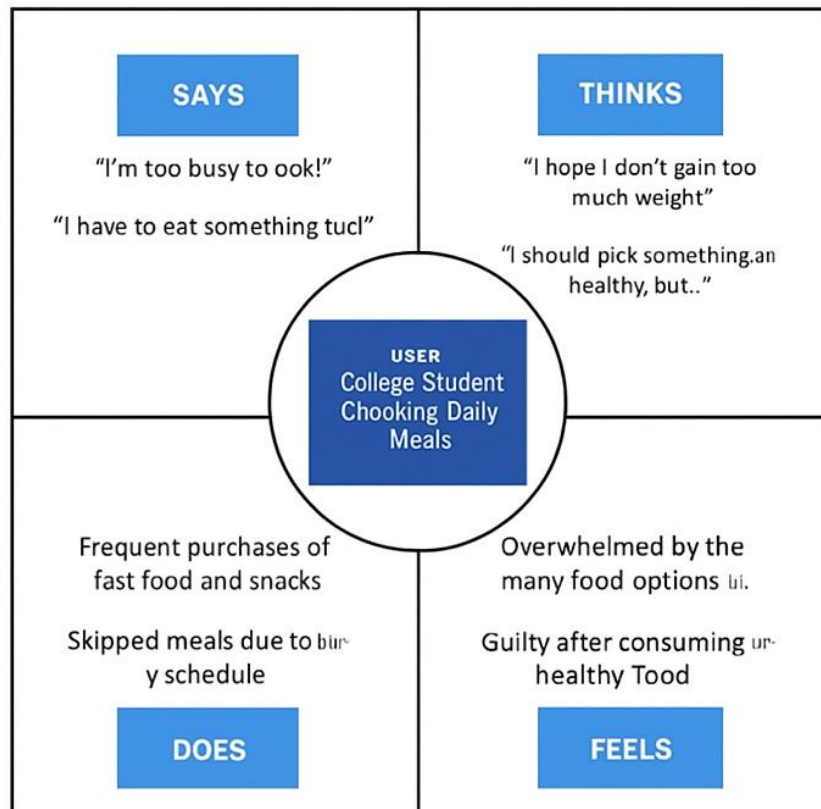 SAYS
"I'm too busy to ook!"
"I have to eat something tucl"
THINKS
"I hope I don't gain too
much weight"
"I should pick something.an
healthy, but.."
USER
College Student
Chooking Daily
Meals
Frequent purchases of
fast food and snacks
Skipped meals due to
y schedule
DOES
Overwhelmed by the
many food options
Guilty after consuming ur-
healthy Tood
FEELS